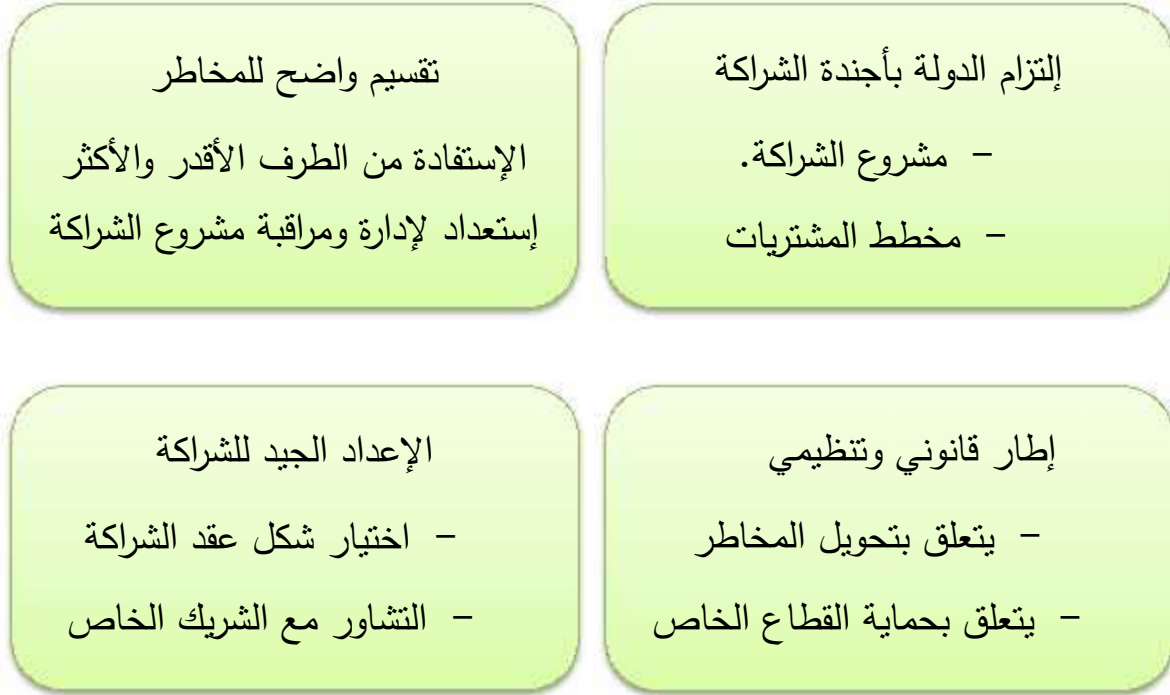 إلتزام الدولة بأجندة الشراكة
- مشروع الشراكة.
- مخطط المشتريات
تقسيم واضح للمخاطر
الإستفادة من الطرف الأقدر والأكثر
إستعداد لإدارة ومراقبة مشروع الشراكة
إطار قانوني وتنظيمي
- يتعلق بتحويل المخاطر
- يتعلق بحماية القطاع الخاص
الإعداد الجيد للشراكة
- اختيار شكل عقد الشراكة
- التشاور مع الشريك الخاص